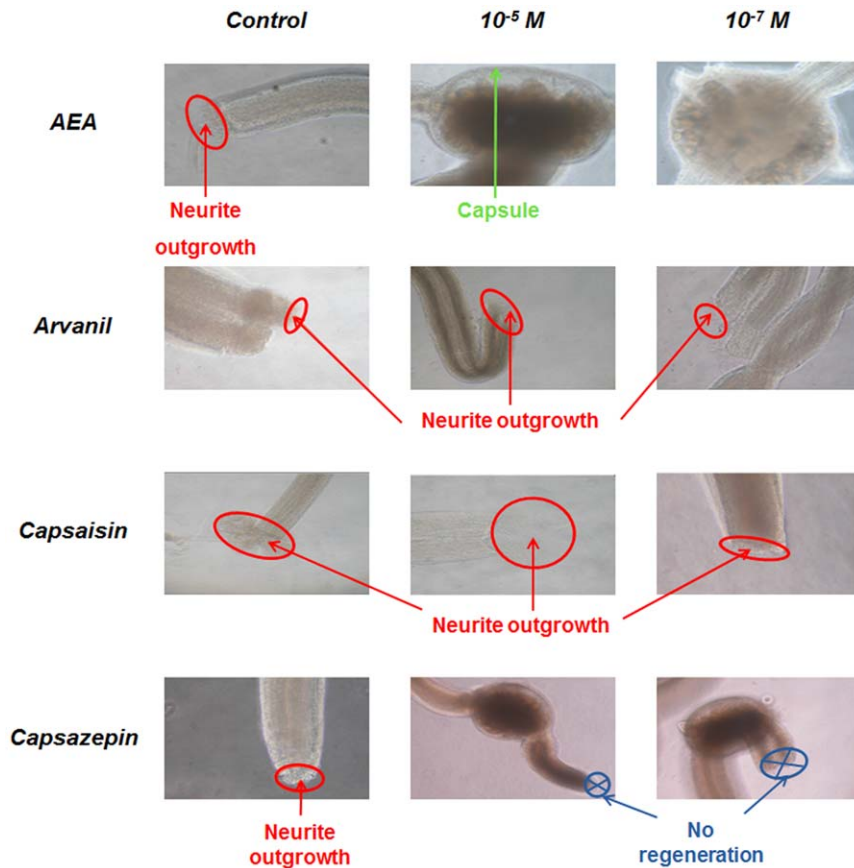 Control 10⁻⁵ M 10⁻⁷ M
AEA
Neurite
outgrowth
Capsule
Arvanil
Neurite outgrowth
Capsaisin
Neurite outgrowth
Capsazepin
Neurite
outgrowth
No
regeneration